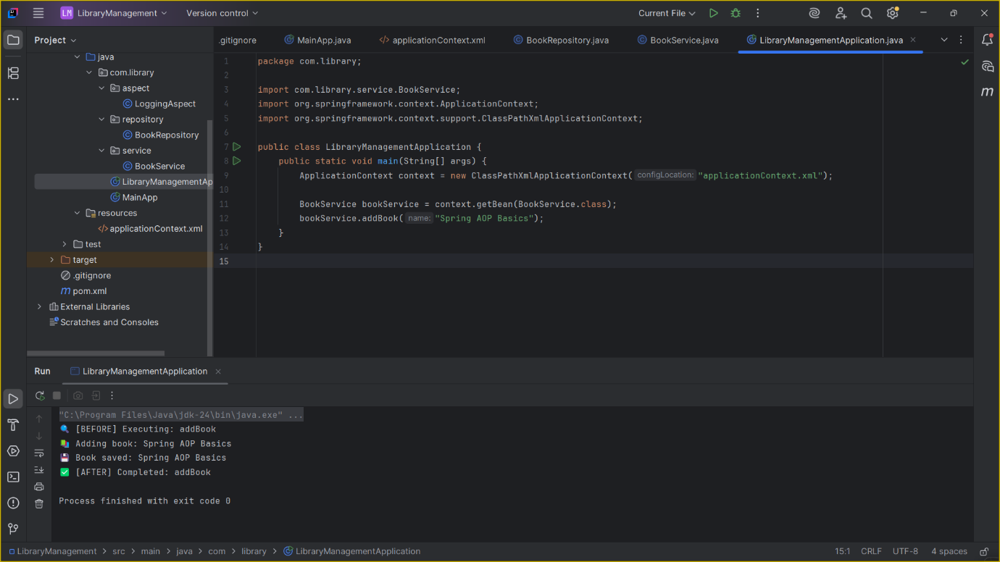 LM LibraryManagement Version control Current File
Project
.gitignore MainApp.java applicationContext.xml BookRepository.java BookService.java LibraryManagementApplication.java
java
com.library
aspect
LoggingAspect
repository
BookRepository
service
BookService
LibraryManagementAp
MainApp
resources
applicationContext.xml
test
target
.gitignore
pom.xml
External Libraries
Scratches and Consoles
1 package com.library;
2
3 import com.library.service.BookService;
4 import org.springframework.context.ApplicationContext;
5 import org.springframework.context.support.ClassPathXmlApplicationContext;
6
7 public class LibraryManagementApplication {
8 public static void main(String[] args) {
9 ApplicationContext context = new ClassPathXmlApplicationContext( configLocation: "applicationContext.xml");
10
11 BookService bookService = context.getBean(BookService.class);
12 bookService.addBook( name: "Spring AOP Basics");
13 }
14 }
15
Run LibraryManagementApplication
"C:\Program Files\Java\jdk-24\bin\java.exe" ...
🔍 [BEFORE] Executing: addBook
📚 Adding book: Spring AOP Basics
💾 Book saved: Spring AOP Basics
✅ [AFTER] Completed: addBook
Process finished with exit code 0
LibraryManagement > src > main > java > com > library > LibraryManagementApplication 15:1 CRLF UTF-8 4 spaces